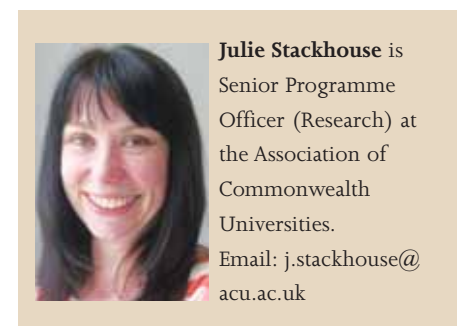 Julie Stackhouse is
Senior Programme
Officer (Research) at
the Association of
Commonwealth
Universities.
Email: j.stackhouse@
acu.ac.uk